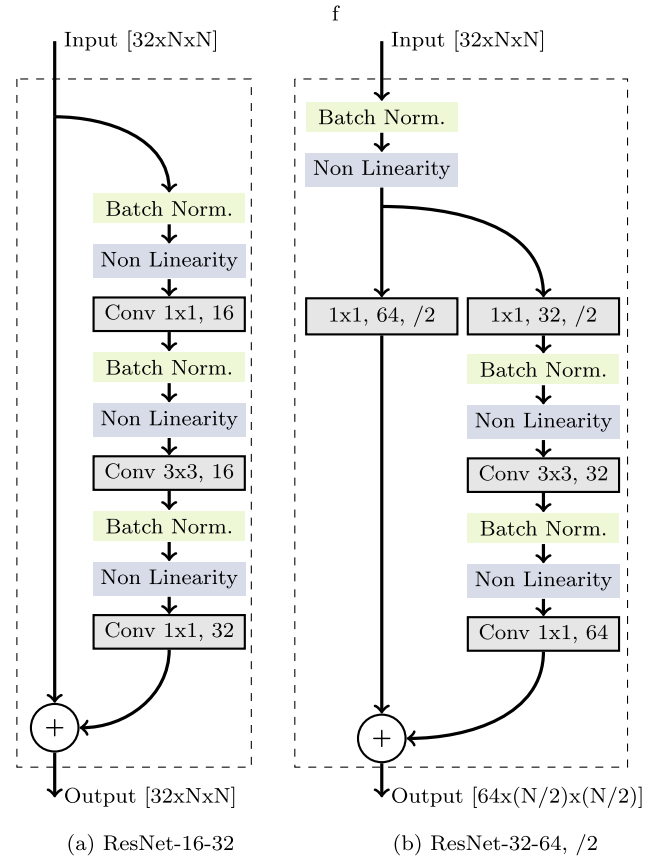 f
Input [32xNxN]
Batch Norm.
Non Linearity
Conv 1x1, 16
Batch Norm.
Non Linearity
Conv 3x3, 16
Batch Norm.
Non Linearity
Conv 1x1, 32
+
Output [32xNxN]
(a) ResNet-16-32
Input [32xNxN]
Batch Norm.
Non Linearity
1x1, 64, /2
1x1, 32, /2
Batch Norm.
Non Linearity
Conv 3x3, 32
Batch Norm.
Non Linearity
Conv 1x1, 64
+
Output [64x(N/2)x(N/2)]
(b) ResNet-32-64, /2